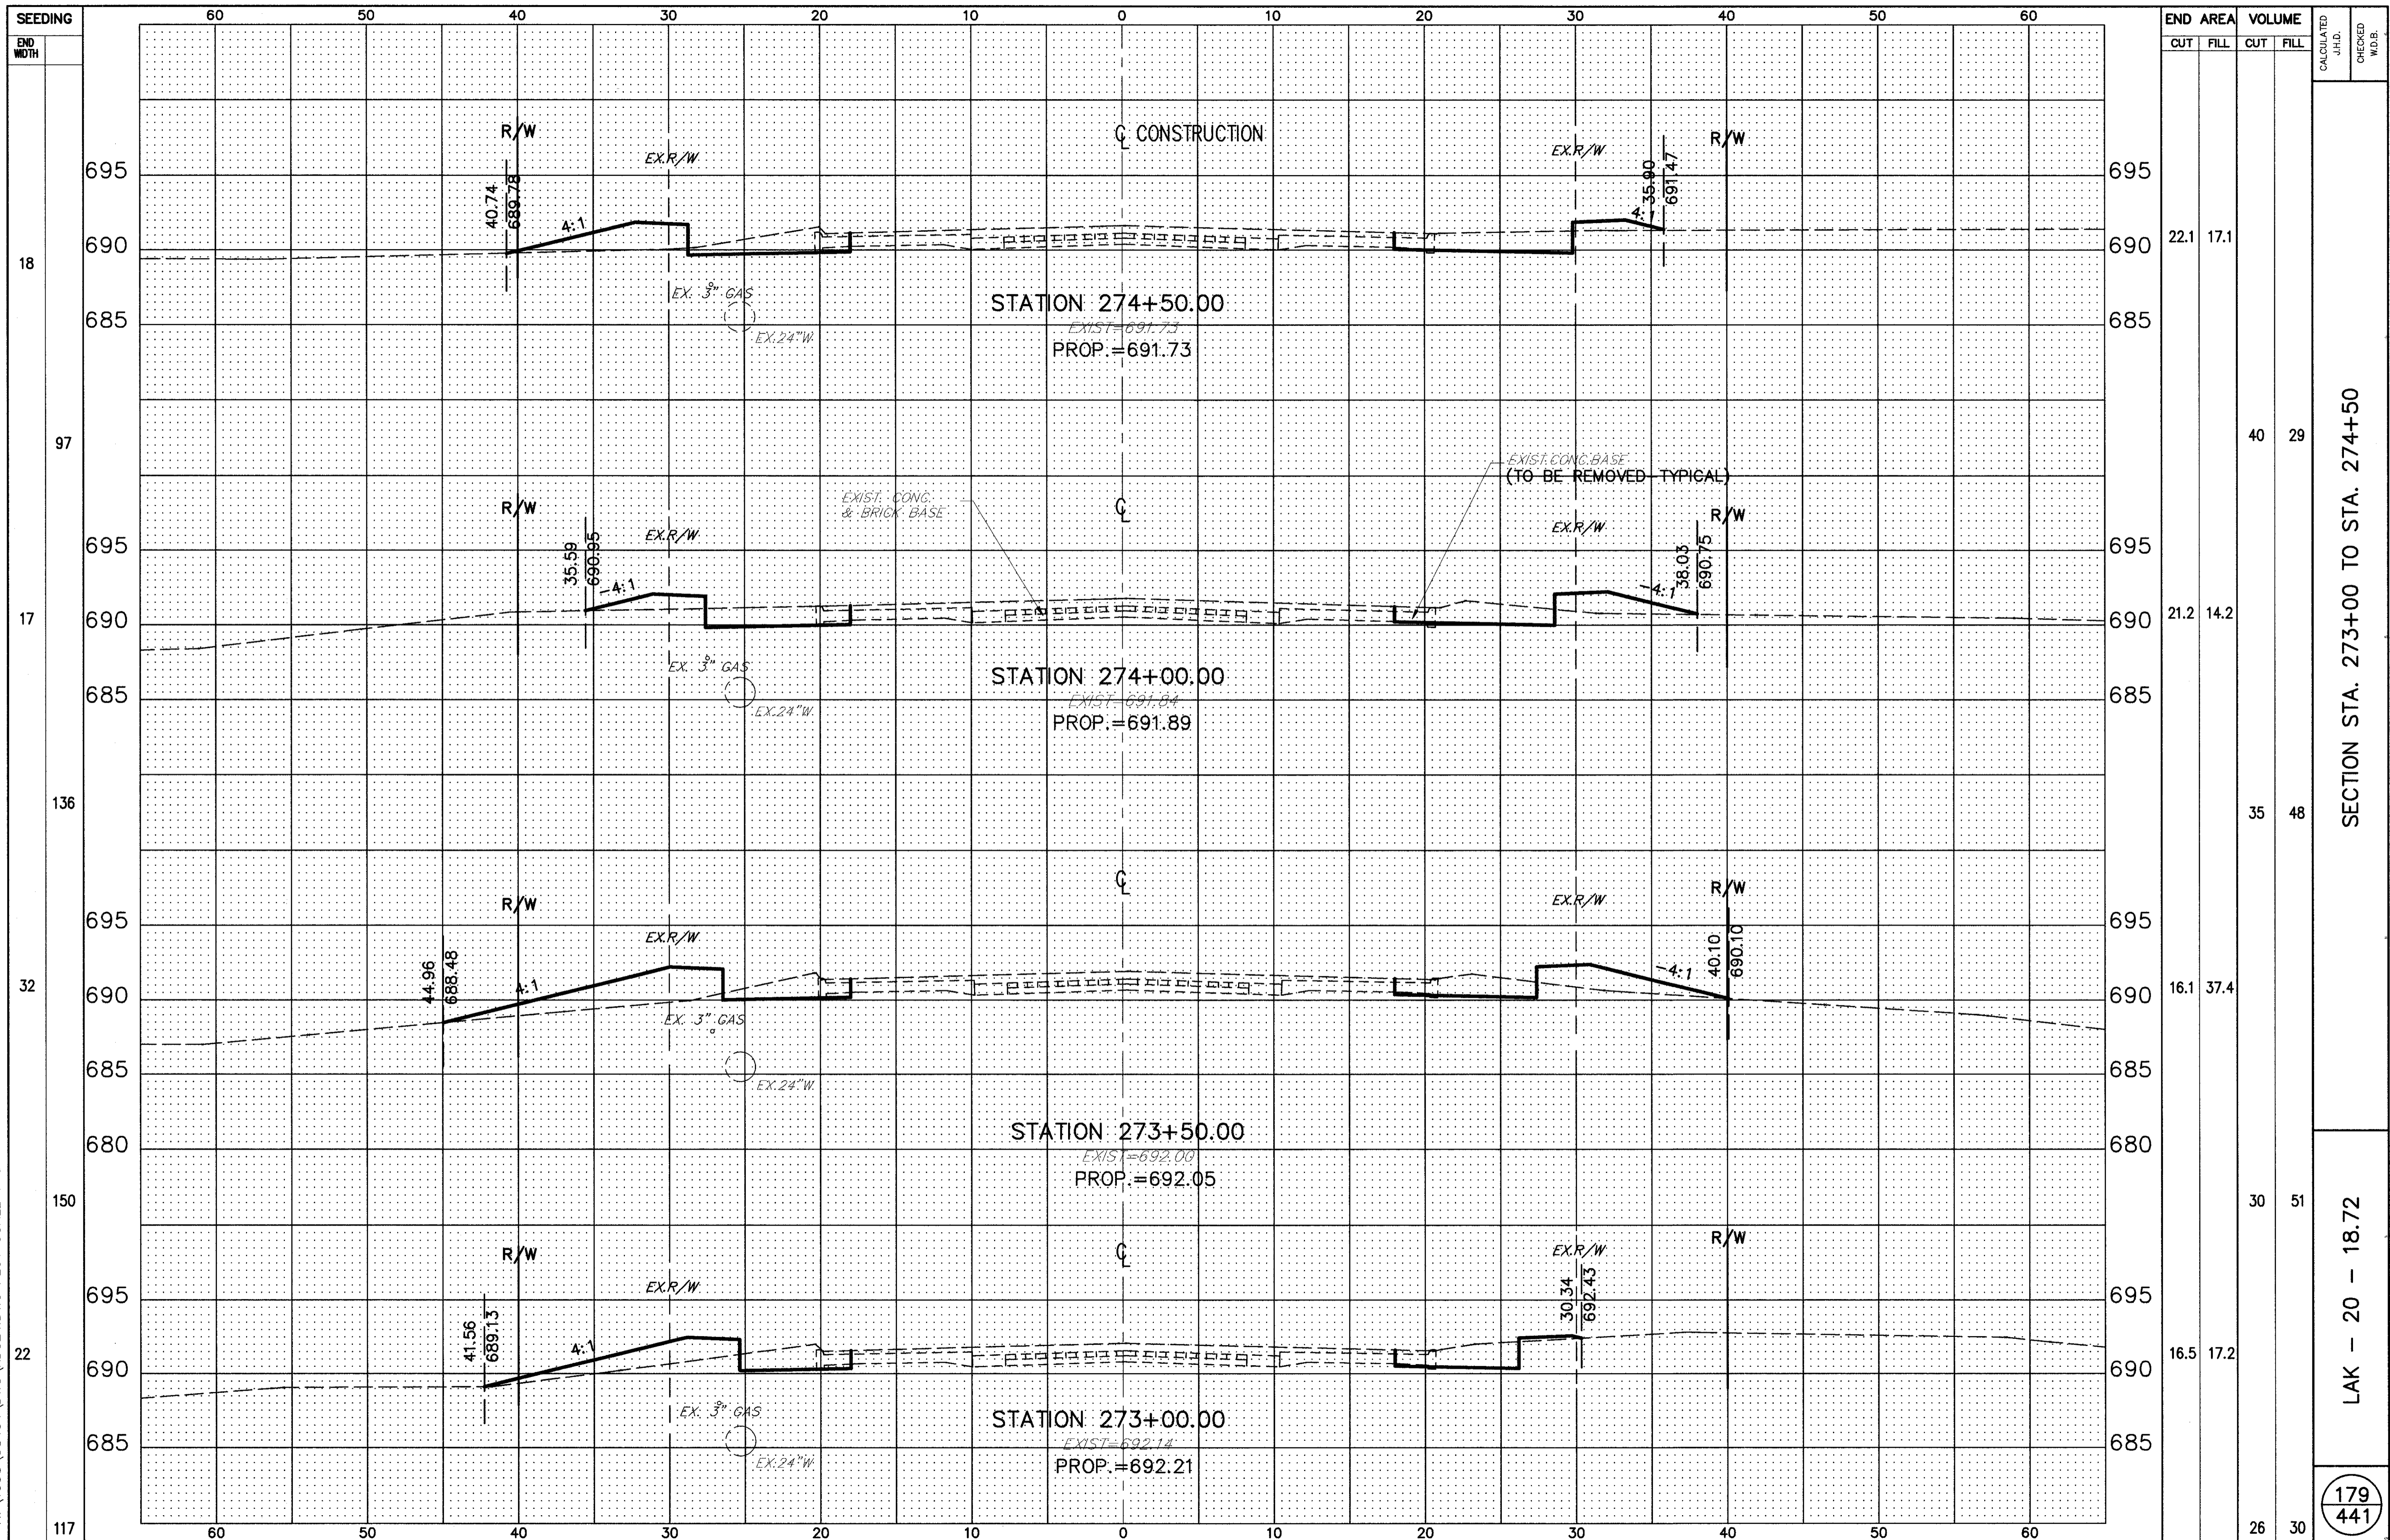 SEEDING
END WIDTH
60 50 40 30 20 10 0 10 20 30 40 50 60
END AREA VOLUME
CUT FILL CUT FILL
CALCULATED J.H.D.
CHECKED W.D.B.
R/W
EX.R/W
℄ CONSTRUCTION
EX.R/W
R/W
40.74
689.78
4:1
35.90
691.47
4:1
695 695
690 690
685 685
18
22.1 17.1
EX. 3" GAS
EX.24"W
STATION 274+50.00
EXIST=691.73
PROP.=691.73
97
40 29
EXIST.CONC.BASE
(TO BE REMOVED-TYPICAL)
EXIST. CONC.
& BRICK BASE
R/W
EX.R/W
℄
EX.R/W
R/W
35.59
690.95
4:1
38.03
690.75
4:1
695 695
690 690
685 685
17
21.2 14.2
EX. 3" GAS
EX.24"W
STATION 274+00.00
EXIST=691.84
PROP.=691.89
136
35 48
R/W
EX.R/W
℄
EX.R/W
R/W
44.96
688.48
4:1
40.10
690.10
4:1
695 695
690 690
685 685
680 680
32
16.1 37.4
EX. 3" GAS
EX.24"W
STATION 273+50.00
EXIST=692.00
PROP.=692.05
150
30 51
R/W
EX.R/W
℄
EX.R/W
R/W
41.56
689.13
4:1
30.34
692.43
695 695
690 690
685 685
22
16.5 17.2
EX. 3" GAS
EX.24"W
STATION 273+00.00
EXIST=692.14
PROP.=692.21
117
26 30
60 50 40 30 20 10 0 10 20 30 40 50 60
SECTION STA. 273+00 TO STA. 274+50
LAK - 20 - 18.72
179
441